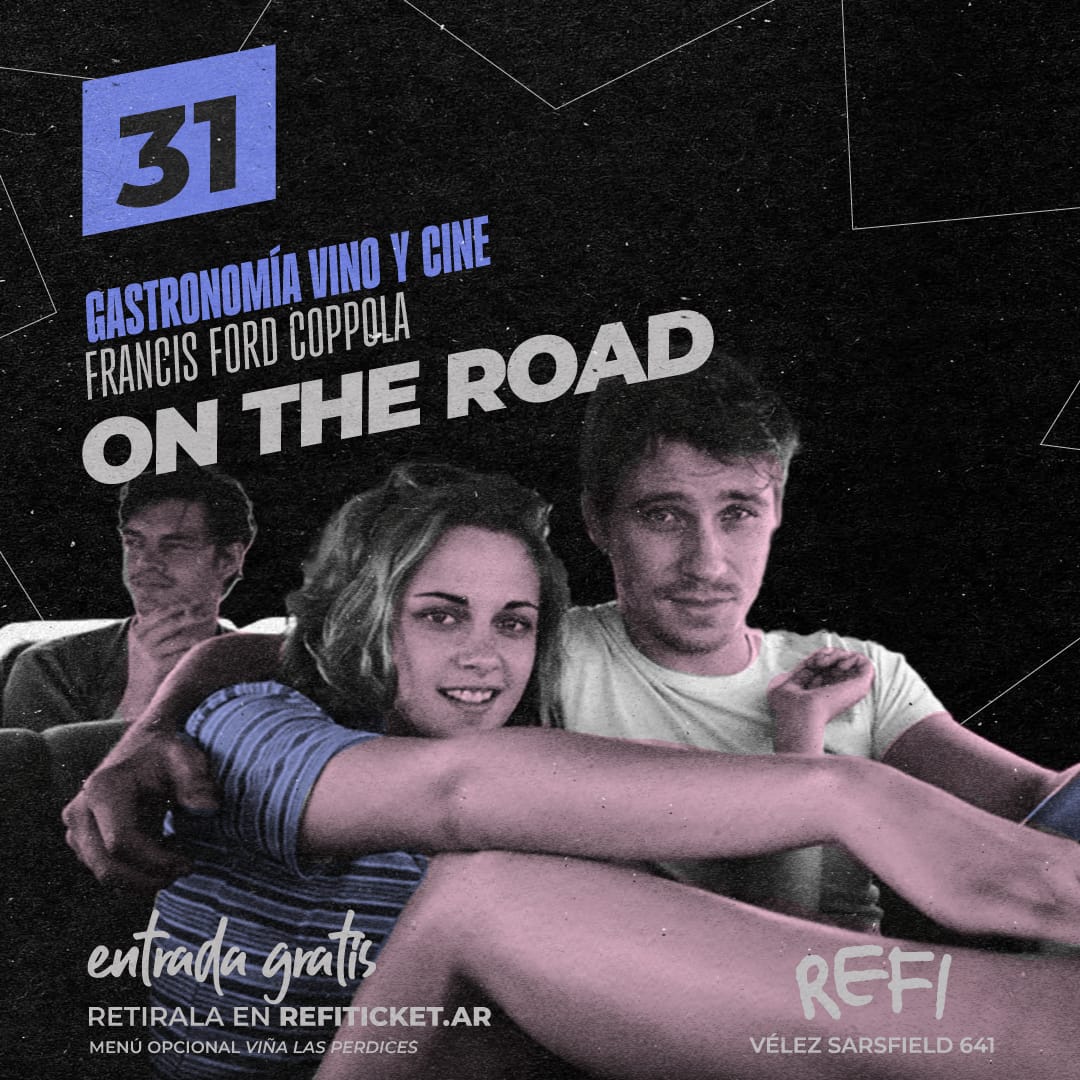 31
GASTRONOMÍA VINO Y CINE
FRANCIS FORD COPPOLA
ON THE ROAD
entrada gratis
RETIRALA EN REFITICKET.AR
MENÚ OPCIONAL VIÑA LAS PERDICES
REFI
VÉLEZ SARSFIELD 641